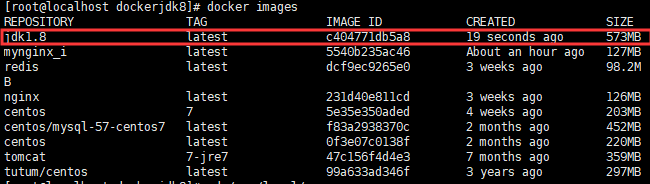 [root@localhost dockerjdk8]# docker images
REPOSITORY TAG IMAGE ID CREATED SIZE
jdk1.8 latest c404771db5a8 19 seconds ago 573MB
mynginx_i latest 5540b235ac46 About an hour ago 127MB
redis latest dcf9ec9265e0 3 weeks ago 98.2M
B
nginx latest 231d40e811cd 3 weeks ago 126MB
centos 7 5e35e350aded 4 weeks ago 203MB
centos/mysql-57-centos7 latest f83a2938370c 2 months ago 452MB
centos latest 0f3e07c0138f 2 months ago 220MB
tomcat 7-jre7 47c156f4d4e3 7 months ago 359MB
tutum/centos latest 99a633ad346f 3 years ago 297MB